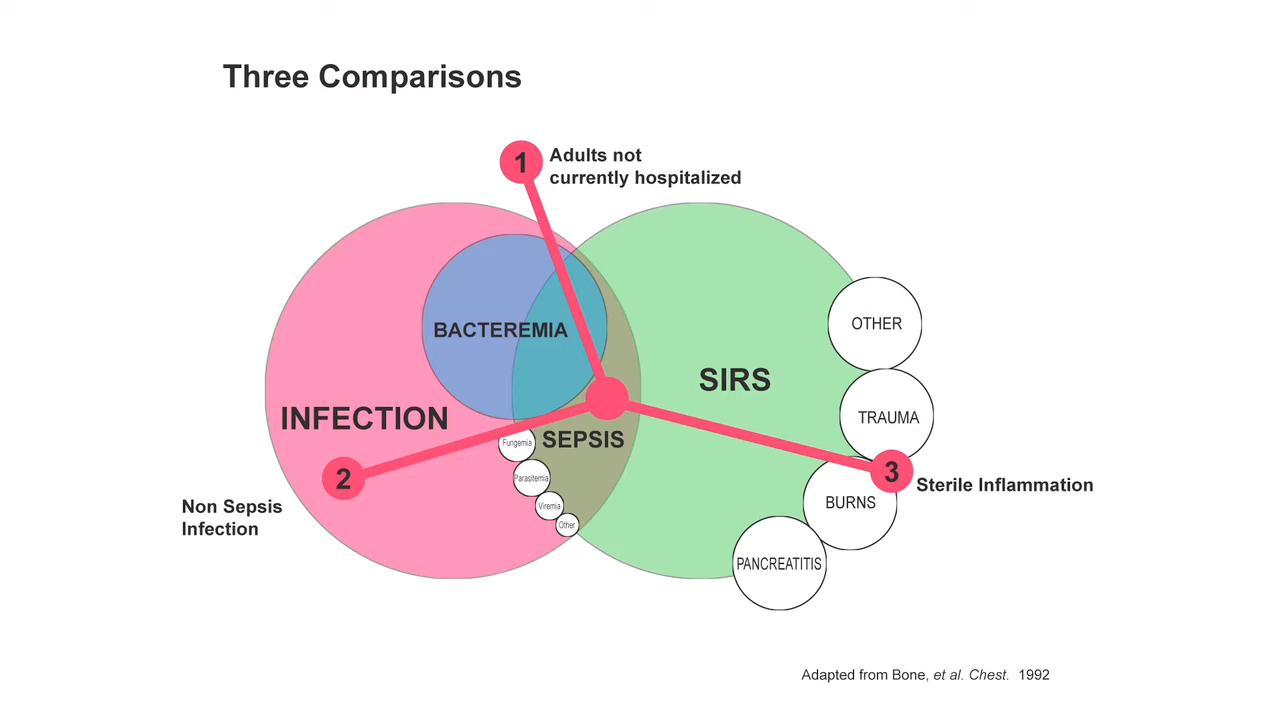 Three Comparisons
1
Adults not
currently hospitalized
BACTEREMIA
OTHER
SIRS
INFECTION
TRAUMA
SEPSIS
Fungemia
2
Parasitemia
3
Sterile Inflammation
Non Sepsis
Infection
Viremia
BURNS
Other
PANCREATITIS
Adapted from Bone, et al. Chest. 1992